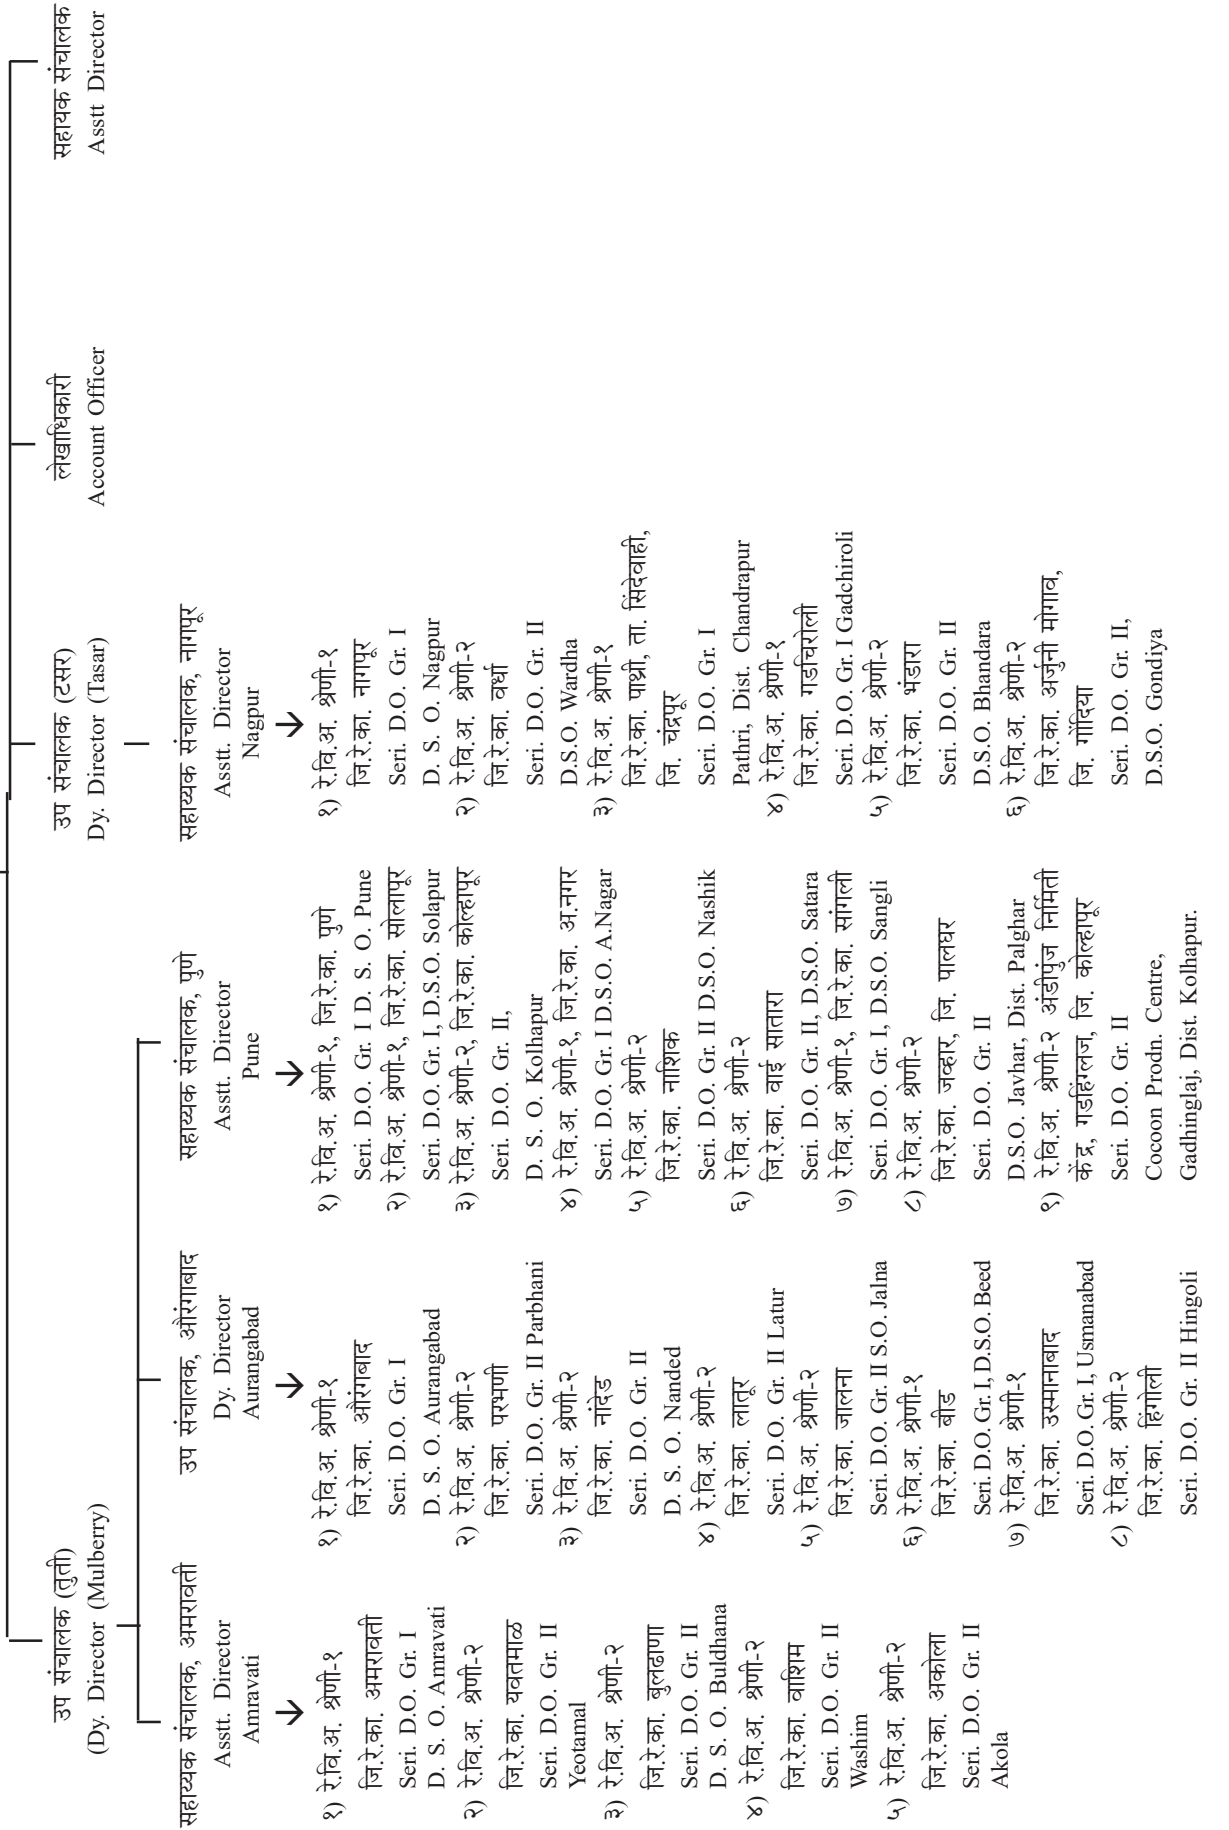 उप संचालक (तुती)
(Dy. Director (Mulberry)
उप संचालक (टसर)
Dy. Director (Tasar)
लेखाधिकारी
Account Officer
सहायक संचालक
Asstt Director
सहाय्यक संचालक, अमरावती
Asstt. Director
Amravati
१) रे.वि.अ. श्रेणी-१
जि.रे.का. अमरावती
Seri. D.O. Gr. I
D. S. O. Amravati
२) रे.वि.अ. श्रेणी-२
जि.रे.का. यवतमाळ
Seri. D.O. Gr. II
Yeotamal
३) रे.वि.अ. श्रेणी-२
जि.रे.का. बुलढाणा
Seri. D.O. Gr. II
D. S. O. Buldhana
४) रे.वि.अ. श्रेणी-२
जि.रे.का. वाशिम
Seri. D.O. Gr. II
Washim
५) रे.वि.अ. श्रेणी-२
जि.रे.का. अकोला
Seri. D.O. Gr. II
Akola
उप संचालक, औरंगाबाद
Dy. Director
Aurangabad
१) रे.वि.अ. श्रेणी-१
जि.रे.का. औरंगाबाद
Seri. D.O. Gr. I
D. S. O. Aurangabad
२) रे.वि.अ. श्रेणी-२
जि.रे.का. परभणी
Seri. D.O. Gr. II Parbhani
३) रे.वि.अ. श्रेणी-२
जि.रे.का. नांदेड
Seri. D.O. Gr. II
D. S. O. Nanded
४) रे.वि.अ. श्रेणी-२
जि.रे.का. लातूर
Seri. D.O. Gr. II Latur
५) रे.वि.अ. श्रेणी-२
जि.रे.का. जालना
Seri. D.O. Gr. II S.O. Jalna
६) रे.वि.अ. श्रेणी-१
जि.रे.का. बीड
Seri. D.O. Gr. I, D.S.O. Beed
७) रे.वि.अ. श्रेणी-१
जि.रे.का. उस्मानाबाद
Seri. D.O. Gr. I, Usmanabad
८) रे.वि.अ. श्रेणी-२
जि.रे.का. हिंगोली
Seri. D.O. Gr. II Hingoli
सहाय्यक संचालक, पुणे
Asstt. Director
Pune
१) रे.वि.अ. श्रेणी-१, जि.रे.का. पुणे
Seri. D.O. Gr. I D. S. O. Pune
२) रे.वि.अ. श्रेणी-१, जि.रे.का. सोलापूर
Seri. D.O. Gr. I, D.S.O. Solapur
३) रे.वि.अ. श्रेणी-२, जि.रे.का. कोल्हापूर
Seri. D.O. Gr. II,
D. S. O. Kolhapur
४) रे.वि.अ. श्रेणी-१, जि.रे.का. अ.नगर
Seri. D.O. Gr. I D.S.O. A.Nagar
५) रे.वि.अ. श्रेणी-२
जि.रे.का. नाशिक
Seri. D.O. Gr. II D.S.O. Nashik
६) रे.वि.अ. श्रेणी-२
जि.रे.का. वाई सातारा
Seri. D.O. Gr. II, D.S.O. Satara
७) रे.वि.अ. श्रेणी-१, जि.रे.का. सांगली
Seri. D.O. Gr. I, D.S.O. Sangli
८) रे.वि.अ. श्रेणी-२
जि.रे.का. जव्हार, जि. पालघर
Seri. D.O. Gr. II
D.S.O. Javhar, Dist. Palghar
९) रे.वि.अ. श्रेणी-२ अंडीपुंज निर्मिती
केंद्र, गडहिंग्लज, जि. कोल्हापूर
Seri. D.O. Gr. II
Cocoon Prodn. Centre,
Gadhinglaj, Dist. Kolhapur.
सहाय्यक संचालक, नागपूर
Asstt. Director
Nagpur
१) रे.वि.अ. श्रेणी-१
जि.रे.का. नागपूर
Seri. D.O. Gr. I
D. S. O. Nagpur
२) रे.वि.अ. श्रेणी-२
जि.रे.का. वर्धा
Seri. D.O. Gr. II
D.S.O. Wardha
३) रे.वि.अ. श्रेणी-१
जि.रे.का. पाथ्री, ता. सिंदेवाही,
जि. चंद्रपूर
Seri. D.O. Gr. I
Pathri, Dist. Chandrapur
४) रे.वि.अ. श्रेणी-१
जि.रे.का. गडचिरोली
Seri. D.O. Gr. I Gadchiroli
५) रे.वि.अ. श्रेणी-२
जि.रे.का. भंडारा
Seri. D.O. Gr. II
D.S.O. Bhandara
६) रे.वि.अ. श्रेणी-२
जि.रे.का. अर्जुनी मोगाव,
जि. गोंदिया
Seri. D.O. Gr. II,
D.S.O. Gondiya